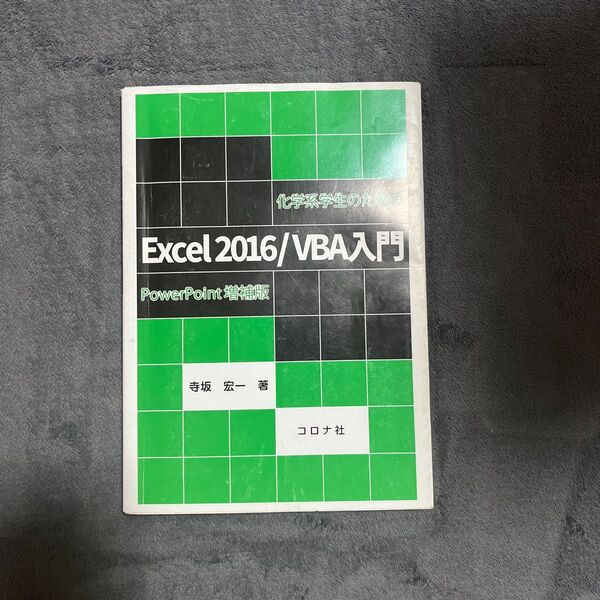 化学系学生のための
Excel 2016/VBA入門
PowerPoint 増補版
寺坂 宏一 著
コロナ社